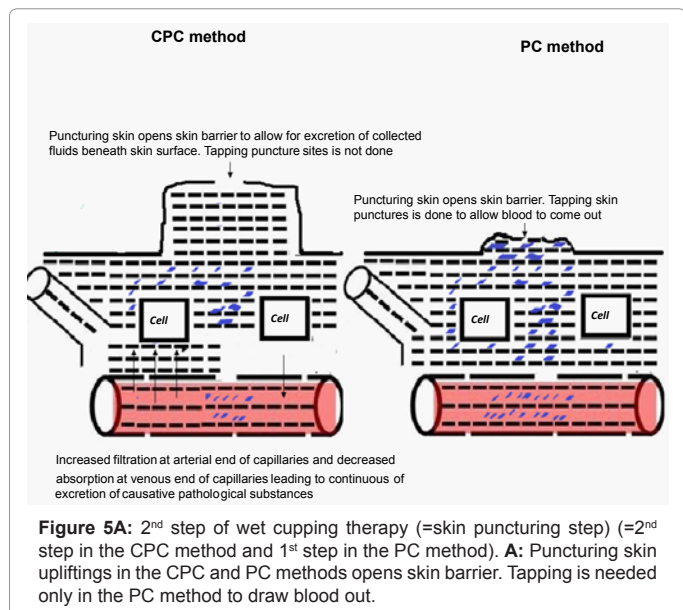 CPC method
PC method
Puncturing skin opens skin barrier to allow for excretion of collected
fluids beneath skin surface. Tapping puncture sites is not done
Puncturing skin opens skin barrier. Tapping skin
punctures is done to allow blood to come out
Cell
Cell
Cell
Cell
Increased filtration at arterial end of capillaries and decreased
absorption at venous end of capillaries leading to continuous of
excretion of causative pathological substances
Figure 5A: 2nd step of wet cupping therapy (=skin puncturing step) (=2nd
step in the CPC method and 1st step in the PC method). A: Puncturing skin
upliftings in the CPC and PC methods opens skin barrier. Tapping is needed
only in the PC method to draw blood out.